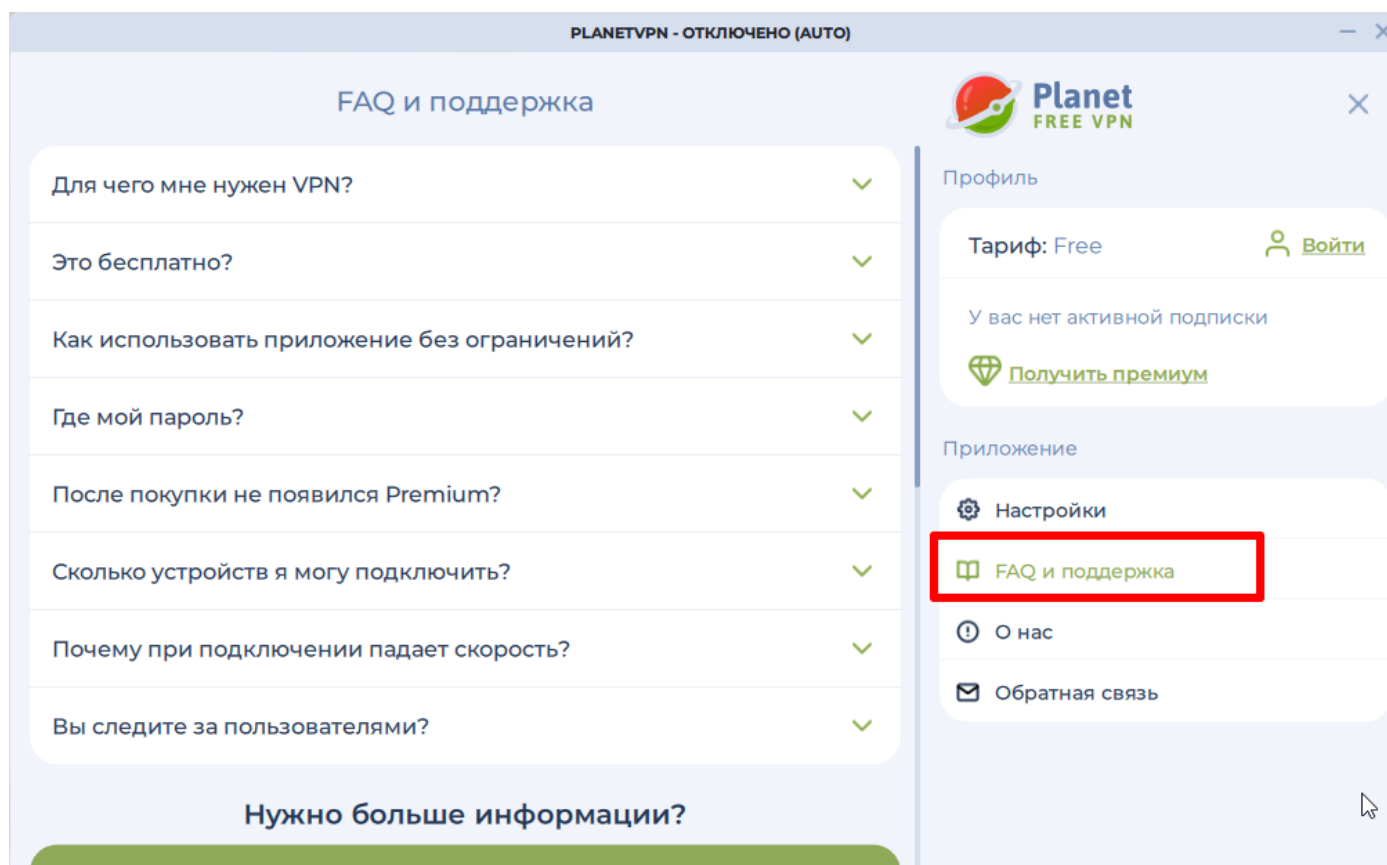 PLANETVPN - ОТКЛЮЧЕНО (AUTO)
FAQ и поддержка
Для чего мне нужен VPN?
Это бесплатно?
Как использовать приложение без ограничений?
Где мой пароль?
После покупки не появился Premium?
Сколько устройств я могу подключить?
Почему при подключении падает скорость?
Вы следите за пользователями?
Нужно больше информации?
Planet
FREE VPN
Профиль
Тариф: Free
Войти
У вас нет активной подписки
Получить премиум
Приложение
Настройки
FAQ и поддержка
О нас
Обратная связь